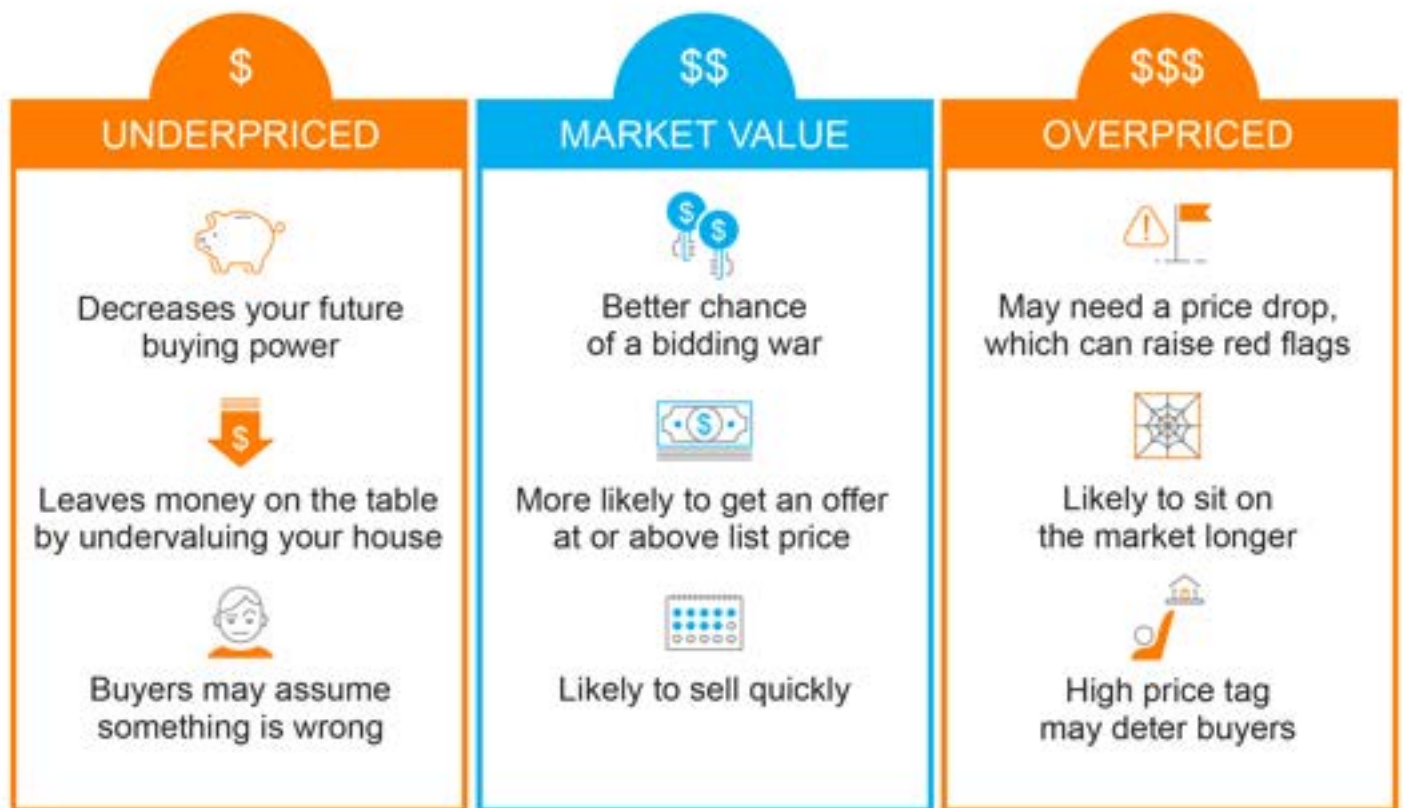 $
UNDERPRICED
Decreases your future
buying power
$
Leaves money on the table
by undervaluing your house
Buyers may assume
something is wrong
$$
MARKET VALUE
$
$
Better chance
of a bidding war
$
More likely to get an offer
at or above list price
Likely to sell quickly
$$$
OVERPRICED
!
May need a price drop,
which can raise red flags
Likely to sit on
the market longer
High price tag
may deter buyers